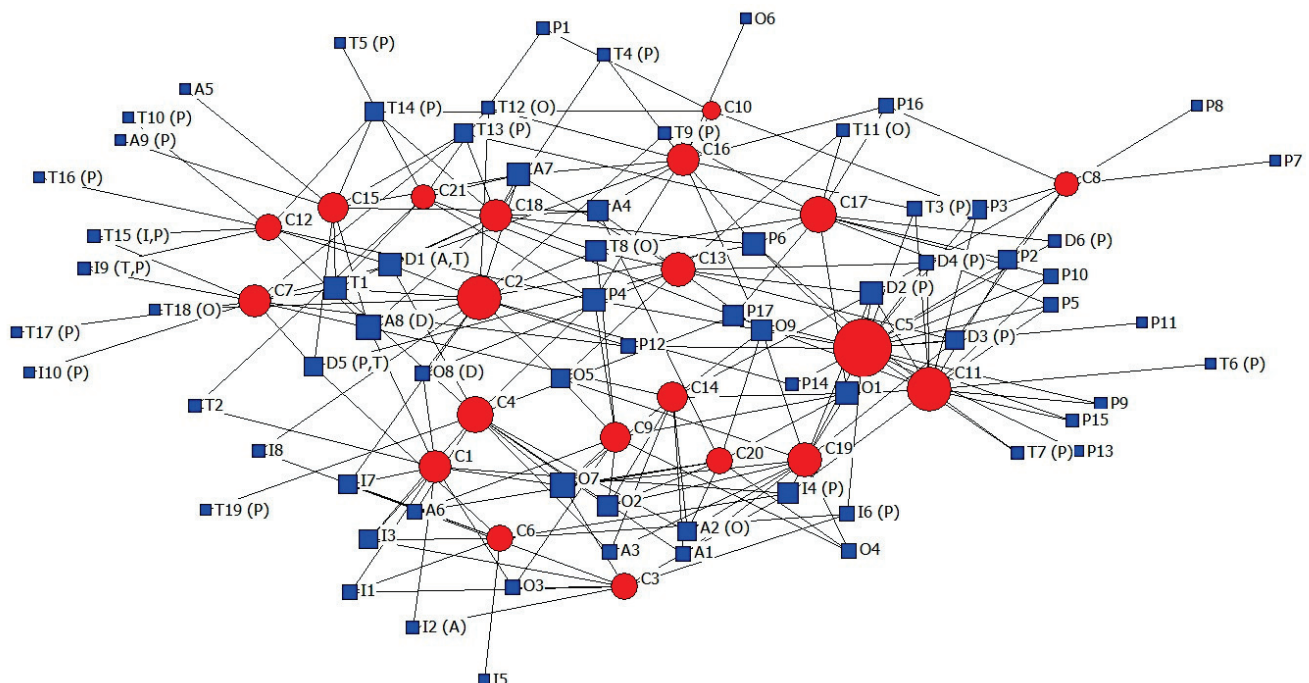 O6
P1
T5 (P)
T4 (P)
A5
T14 (P)
T12 (O)
C10
P16
P8
T10 (P)
T13 (P)
T9 (P)
T11 (O)
A9 (P)
C16
P7
A7
T16 (P)
C8
C15
C21
C18
A4
C17
T3 (P)
P3
C12
T15 (I,P)
T8 (O)
P6
D6 (P)
I9 (T,P)
D1 (A,T)
C13
D4 (P)
P2
P10
C7
T1
C2
P4
D2 (P)
P5
T18 (O)
A8 (D)
P17
O9
C5
P11
T17 (P)
P12
D3 (P)
I10 (P)
D5 (P,T)
O8 (D)
O5
C14
P14
O1
C11
T6 (P)
T2
C4
P9
P15
I8
C9
C1
C20
C19
T7 (P)
P13
I7
O7
I4 (P)
T19 (P)
A6
O2
I6 (P)
I3
C6
A2 (O)
A3
A1
O4
I1
O3
C3
I2 (A)
I5